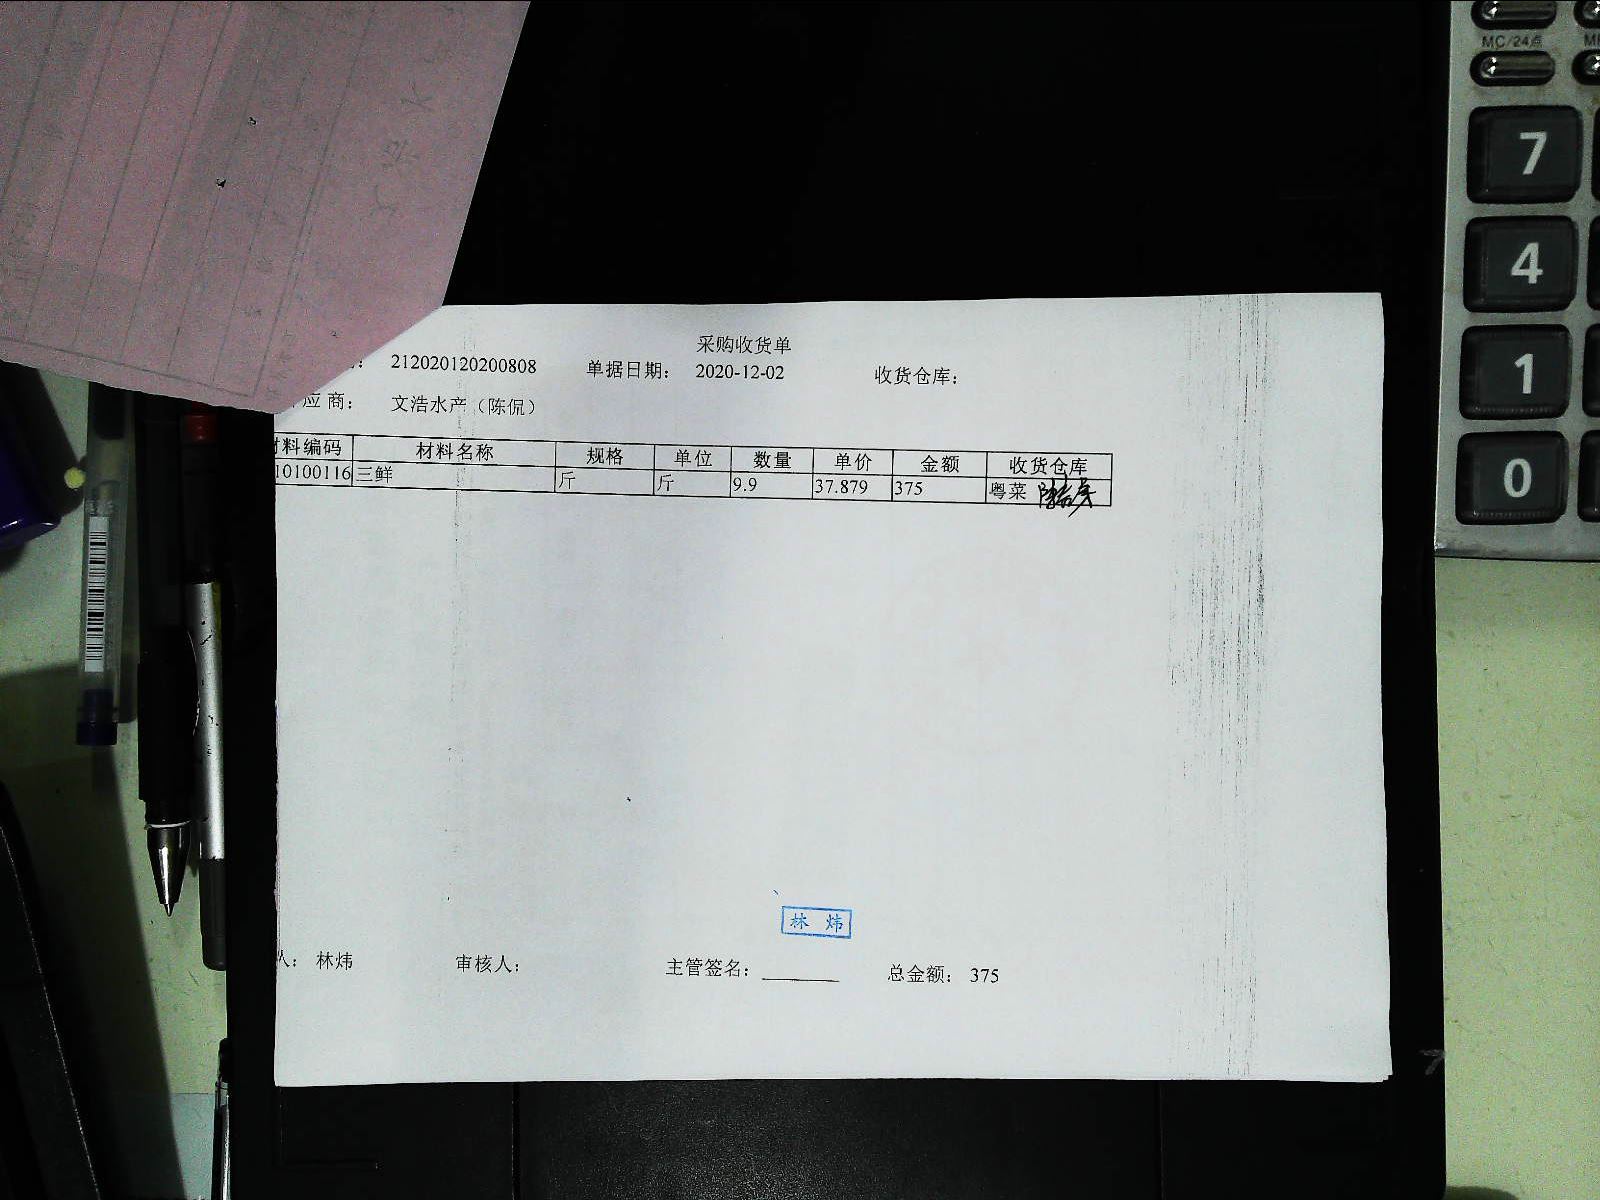 采购收货单
: 212020120200808 单据日期: 2020-12-02 收货仓库:
应商: 文浩水产（陈侃）
材料编码 材料名称 规格 单位 数量 单价 金额 收货仓库
10100116 三鲜 斤 斤 9.9 37.879 375 粤菜
林 炜
人: 林炜 审核人: 主管签名: 总金额: 375
MC/24点
7
4
1
0